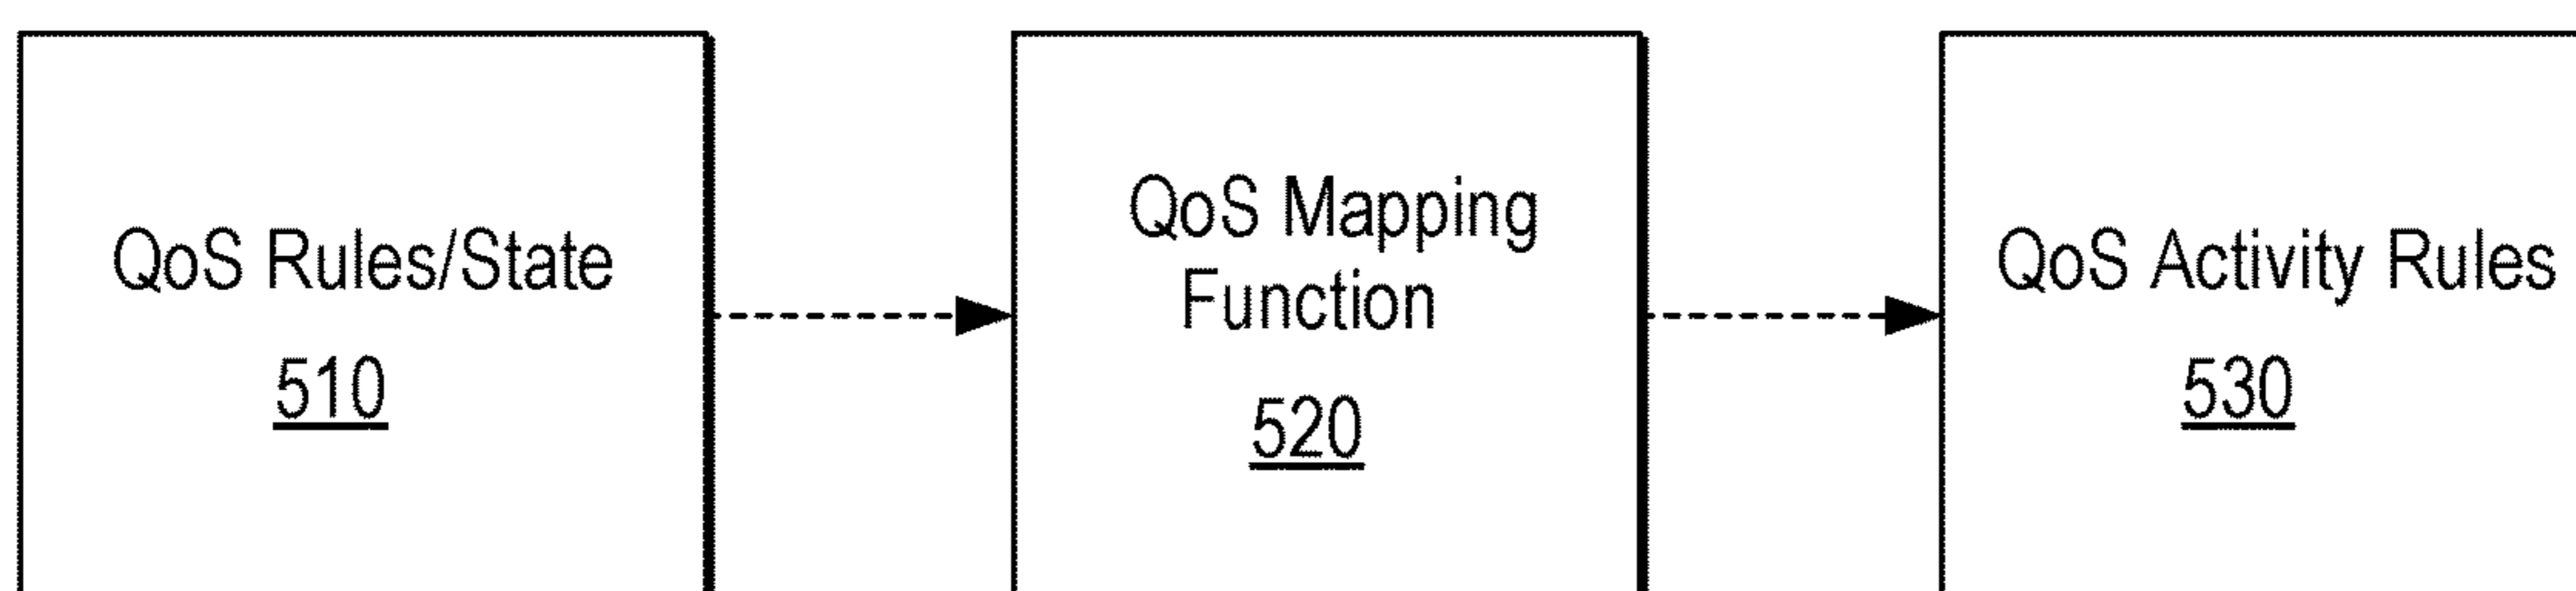 QoS Rules/State
510
QoS Mapping
Function
520
QoS Activity Rules
530